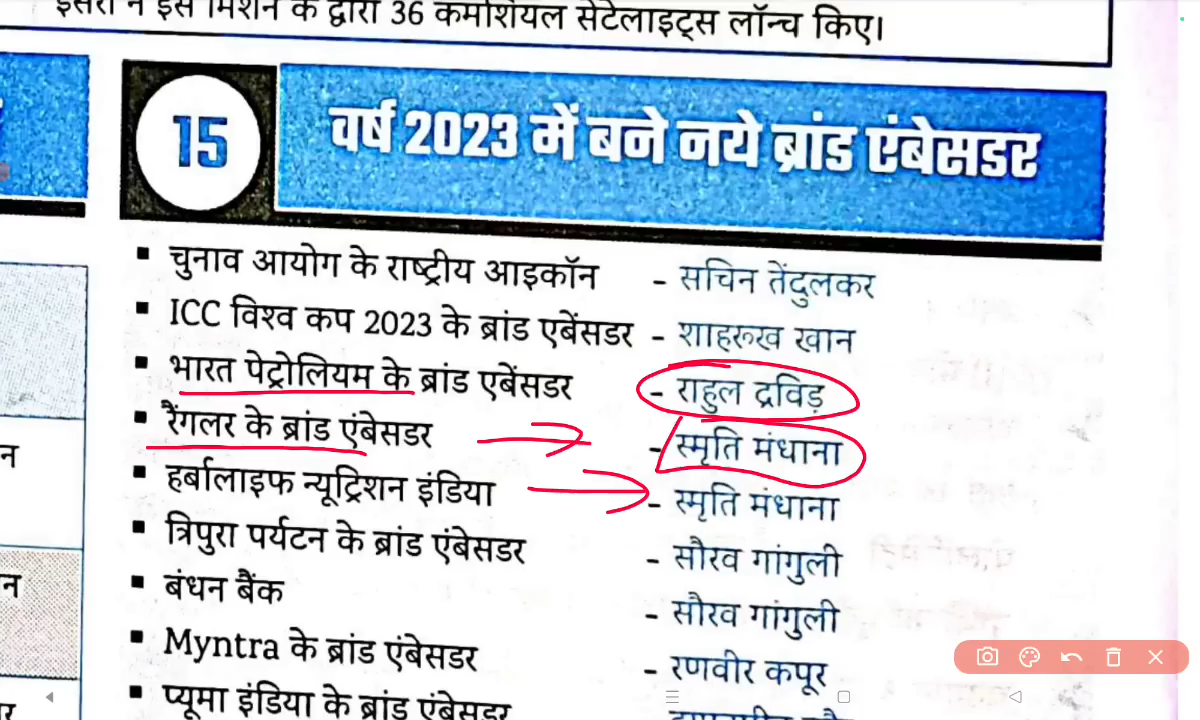 इसरो ने इस मिशन के द्वारा 36 कमर्शियल सेटेलाइट्स लॉन्च किए।
15 वर्ष 2023 में बने नये ब्रांड एंबेसडर
▪ चुनाव आयोग के राष्ट्रीय आइकॉन - सचिन तेंदुलकर
▪ ICC विश्व कप 2023 के ब्रांड एबेंसडर - शाहरूख खान
▪ भारत पेट्रोलियम के ब्रांड एबेंसडर - राहुल द्रविड़
▪ रैंगलर के ब्रांड एंबेसडर - स्मृति मंधाना
▪ हर्बालाइफ न्यूट्रिशन इंडिया - स्मृति मंधाना
▪ त्रिपुरा पर्यटन के ब्रांड एंबेसडर - सौरव गांगुली
▪ बंधन बैंक - सौरव गांगुली
▪ Myntra के ब्रांड एंबेसडर - रणवीर कपूर
▪ प्यूमा इंडिया के ब्रांड एंबेसडर
न
न